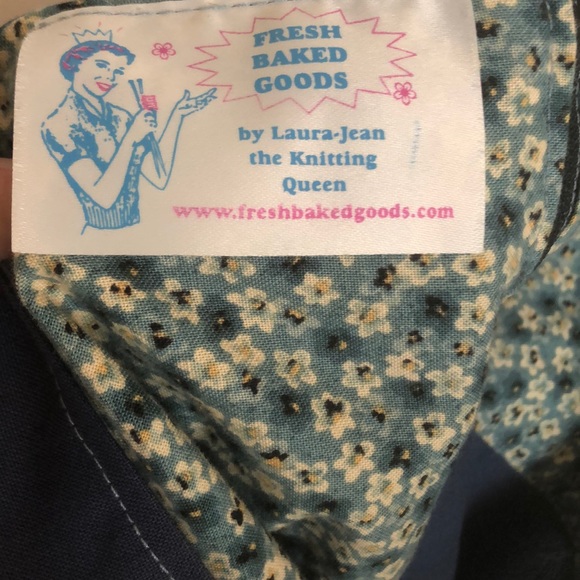 FRESH
BAKED
GOODS
by Laura-Jean
the Knitting
Queen
www.freshbakedgoods.com